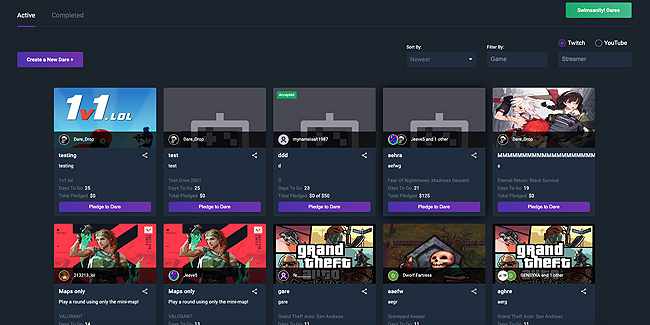 Active Completed
Swimsanity! Dares
Create a New Dare +
Sort By:
Newest
Filter By:
Game
Twitch YouTube
Streamer
1v1.LOL
Dare_Drop
testing
testing
1v1.lol
Days To Go 25
Total Pledged $0
Pledge to Dare
Dare_Drop
test
test
Test Drive 2001
Days To Go 25
Total Pledged $0
Pledge to Dare
Accepted
mynameisah1987
ddd
d
D
Days To Go 23
Total Pledged $0 of $50
Pledge to Dare
Jeeve5 and 1 other
aehra
aefwg
Fear Of Nightmares: Madness Descent
Days To Go 21
Total Pledged $125
Pledge to Dare
Dare_Drop
s
Eternal Return: Black Survival
Days To Go 19
Total Pledged $0
Pledge to Dare
213213_lol
Maps only
Play a round using only the mini-map!
VALORANT
Days To Go 14
Jeeve5
Maps only
Play a round using only the mini-map!
VALORANT
Days To Go 13
grand theft
gare
gare
Grand Theft Auto: San Andreas
Days To Go 11
D
Dworf Fortress
aaefw
aegr
Graveyard Keeper
Days To Go 11
grand theft
G
GENUYXA and 1 other
aghre
aerg
Grand Theft Auto: San Andreas
Days To Go 11